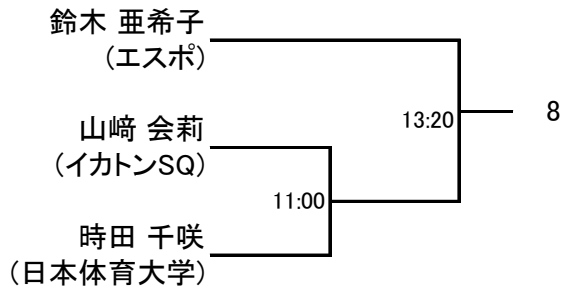 鈴木 亜希子
(エスポ)
13:20
8
山﨑 会莉
(イカトンSQ)
11:00
時田 千咲
(日本体育大学)